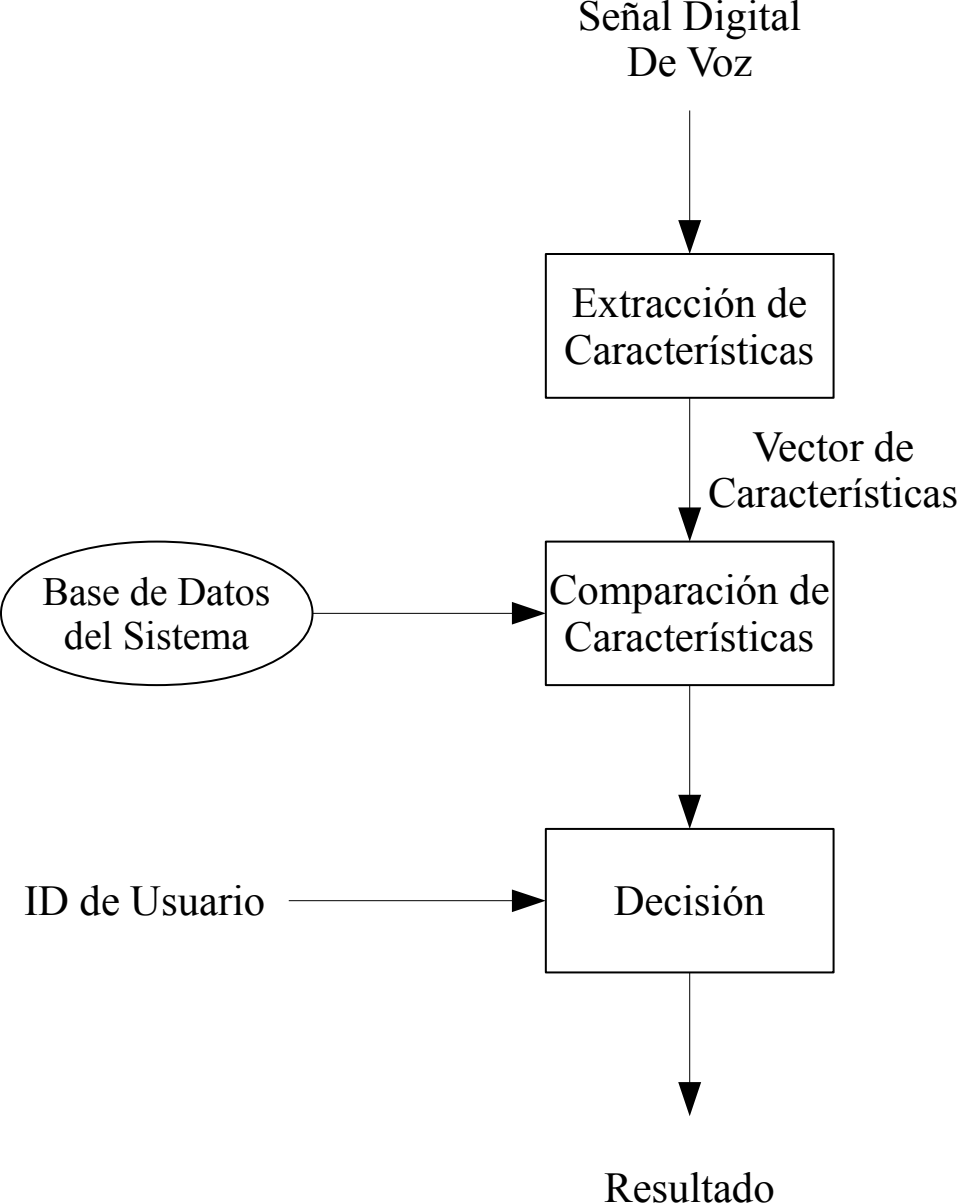 Señal Digital
De Voz
Extracción de
Características
Vector de
Características
Base de Datos
del Sistema
Comparación de
Características
ID de Usuario
Decisión
Resultado